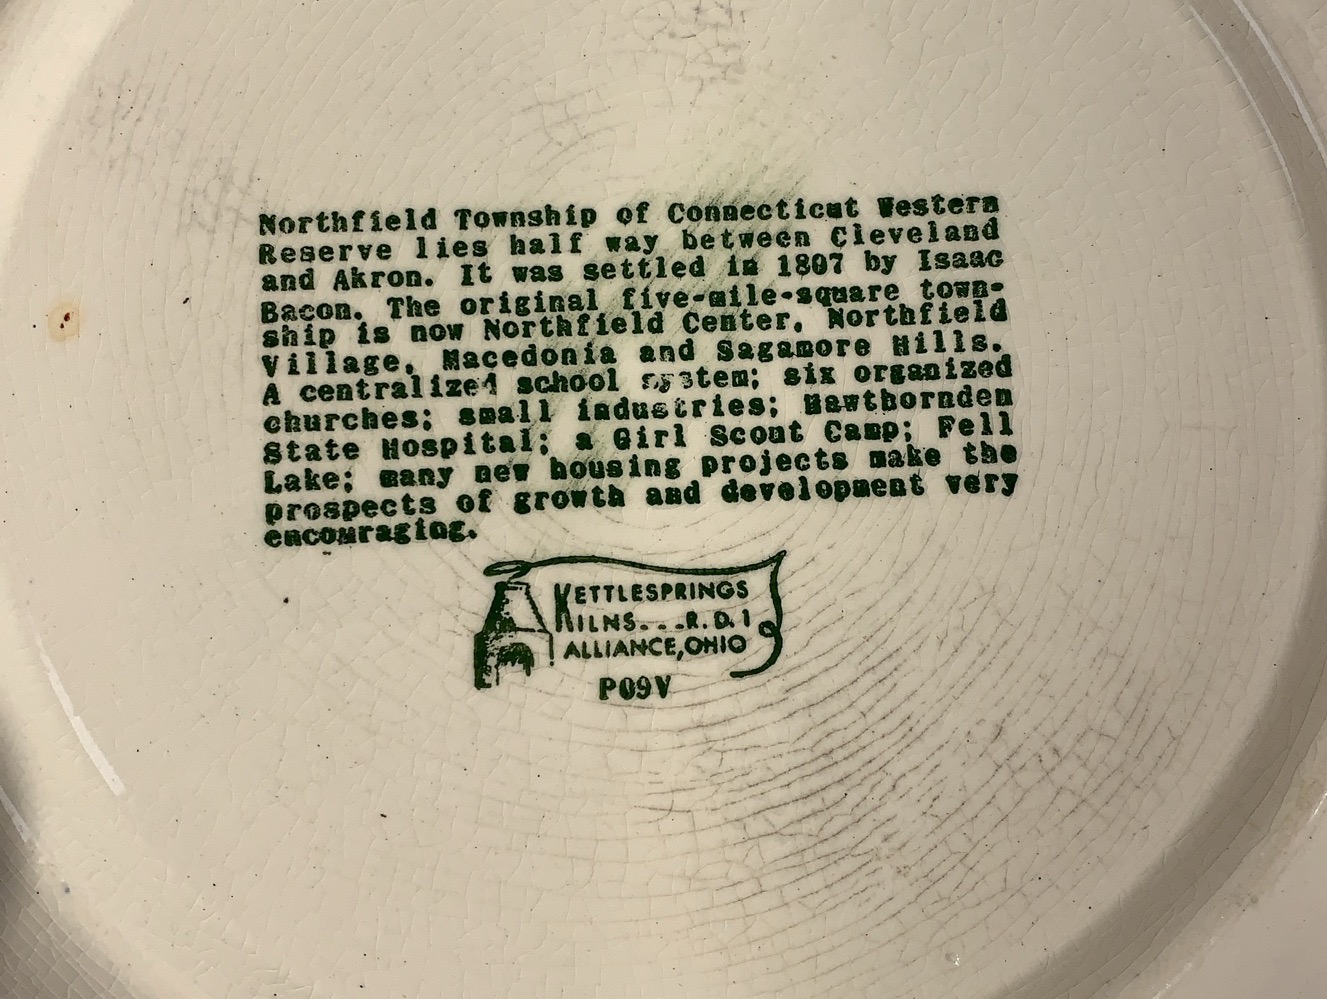 Northfield Township of Connecticut Western
Reserve lies half way between Cleveland
and Akron. It was settled in 1807 by Isaac
Bacon. The original five-mile-square town-
ship is now Northfield Center, Northfield
Village, Macedonia and Sagamore Hills.
A centralized school system; six organized
churches; small industries; Hawthornden
State Hospital; a Girl Scout Camp; Fell
Lake; many new housing projects make the
prospects of growth and development very
encouraging.
KETTLESPRINGS
KILNS...R.D.1
ALLIANCE, OHIO
P09V